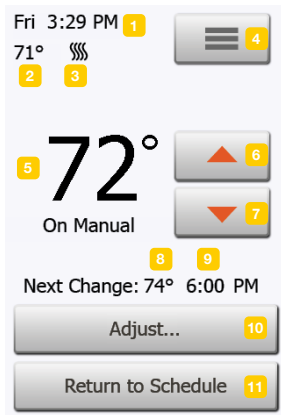 Fri 3:29 PM 1
4
71°
2 3
5 72° 6
On Manual 7
8 9
Next Change: 74° 6:00 PM
Adjust... 10
Return to Schedule 11